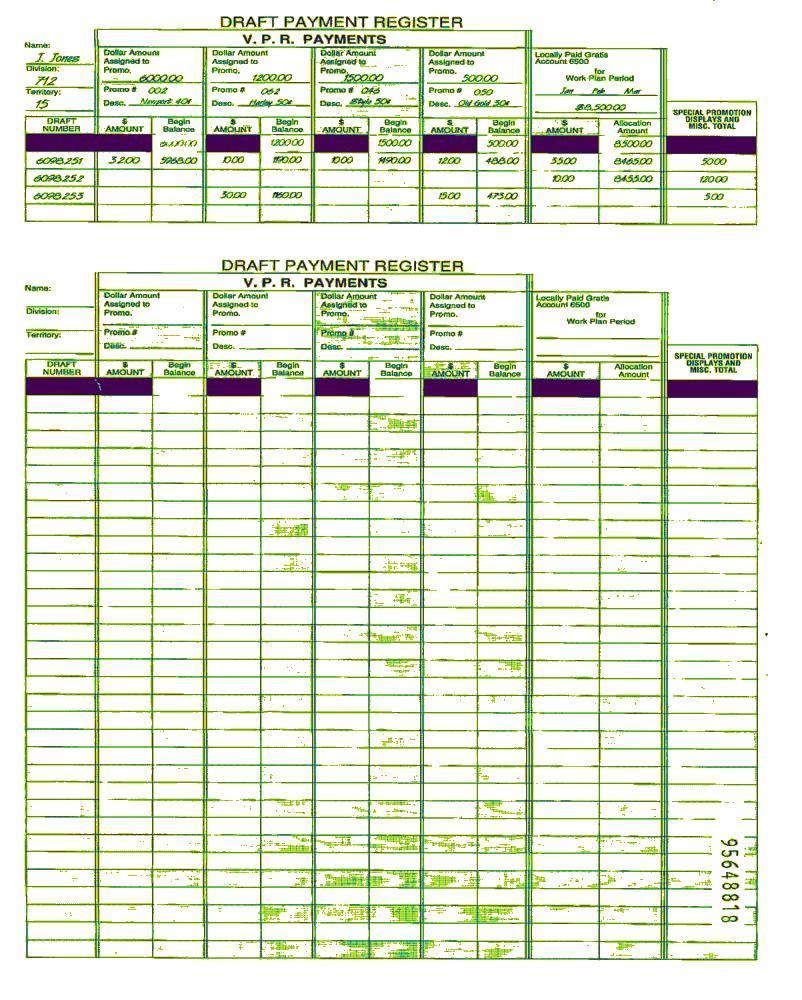 DRAFT PAYMENT REGISTER
V. P. R. PAYMENTS
Name:
J. Jones
Division:
712
Territory:
15
Dollar Amount Assigned to Promo. 6000.00
Promo # 002
Desc. Newport 40¢
Dollar Amount Assigned to Promo. 1200.00
Promo # 062
Desc. Harley 50¢
Dollar Amount Assigned to Promo. 1500.00
Promo # 046
Desc. Style 50¢
Dollar Amount Assigned to Promo. 500.00
Promo # 050
Desc. Old Gold 30¢
Locally Paid Gratis
Account 6500
for
Work Plan Period
Jan Feb Mar
$8,500.00
SPECIAL PROMOTION DISPLAYS AND MISC. TOTAL
DRAFT NUMBER $ AMOUNT Begin Balance $ AMOUNT Begin Balance $ AMOUNT Begin Balance $ AMOUNT Begin Balance $ AMOUNT Allocation Amount
6000.00 1200.00 1500.00 500.00 8500.00
6098251 32.00 5968.00 10.00 1190.00 10.00 1490.00 12.00 488.00 35.00 8465.00 50.00
6098252 10.00 8455.00 120.00
6098253 30.00 1160.00 15.00 473.00 5.00
DRAFT PAYMENT REGISTER
V. P. R. PAYMENTS
Name:
Division:
Territory:
Dollar Amount Assigned to Promo.
Promo #
Desc.
Dollar Amount Assigned to Promo.
Promo #
Desc.
Dollar Amount Assigned to Promo.
Promo #
Desc.
Dollar Amount Assigned to Promo.
Promo #
Desc.
Locally Paid Gratis
Account 6500
for
Work Plan Period
SPECIAL PROMOTION DISPLAYS AND MISC. TOTAL
DRAFT NUMBER $ AMOUNT Begin Balance $ AMOUNT Begin Balance $ AMOUNT Begin Balance $ AMOUNT Begin Balance $ AMOUNT Allocation Amount
95648818